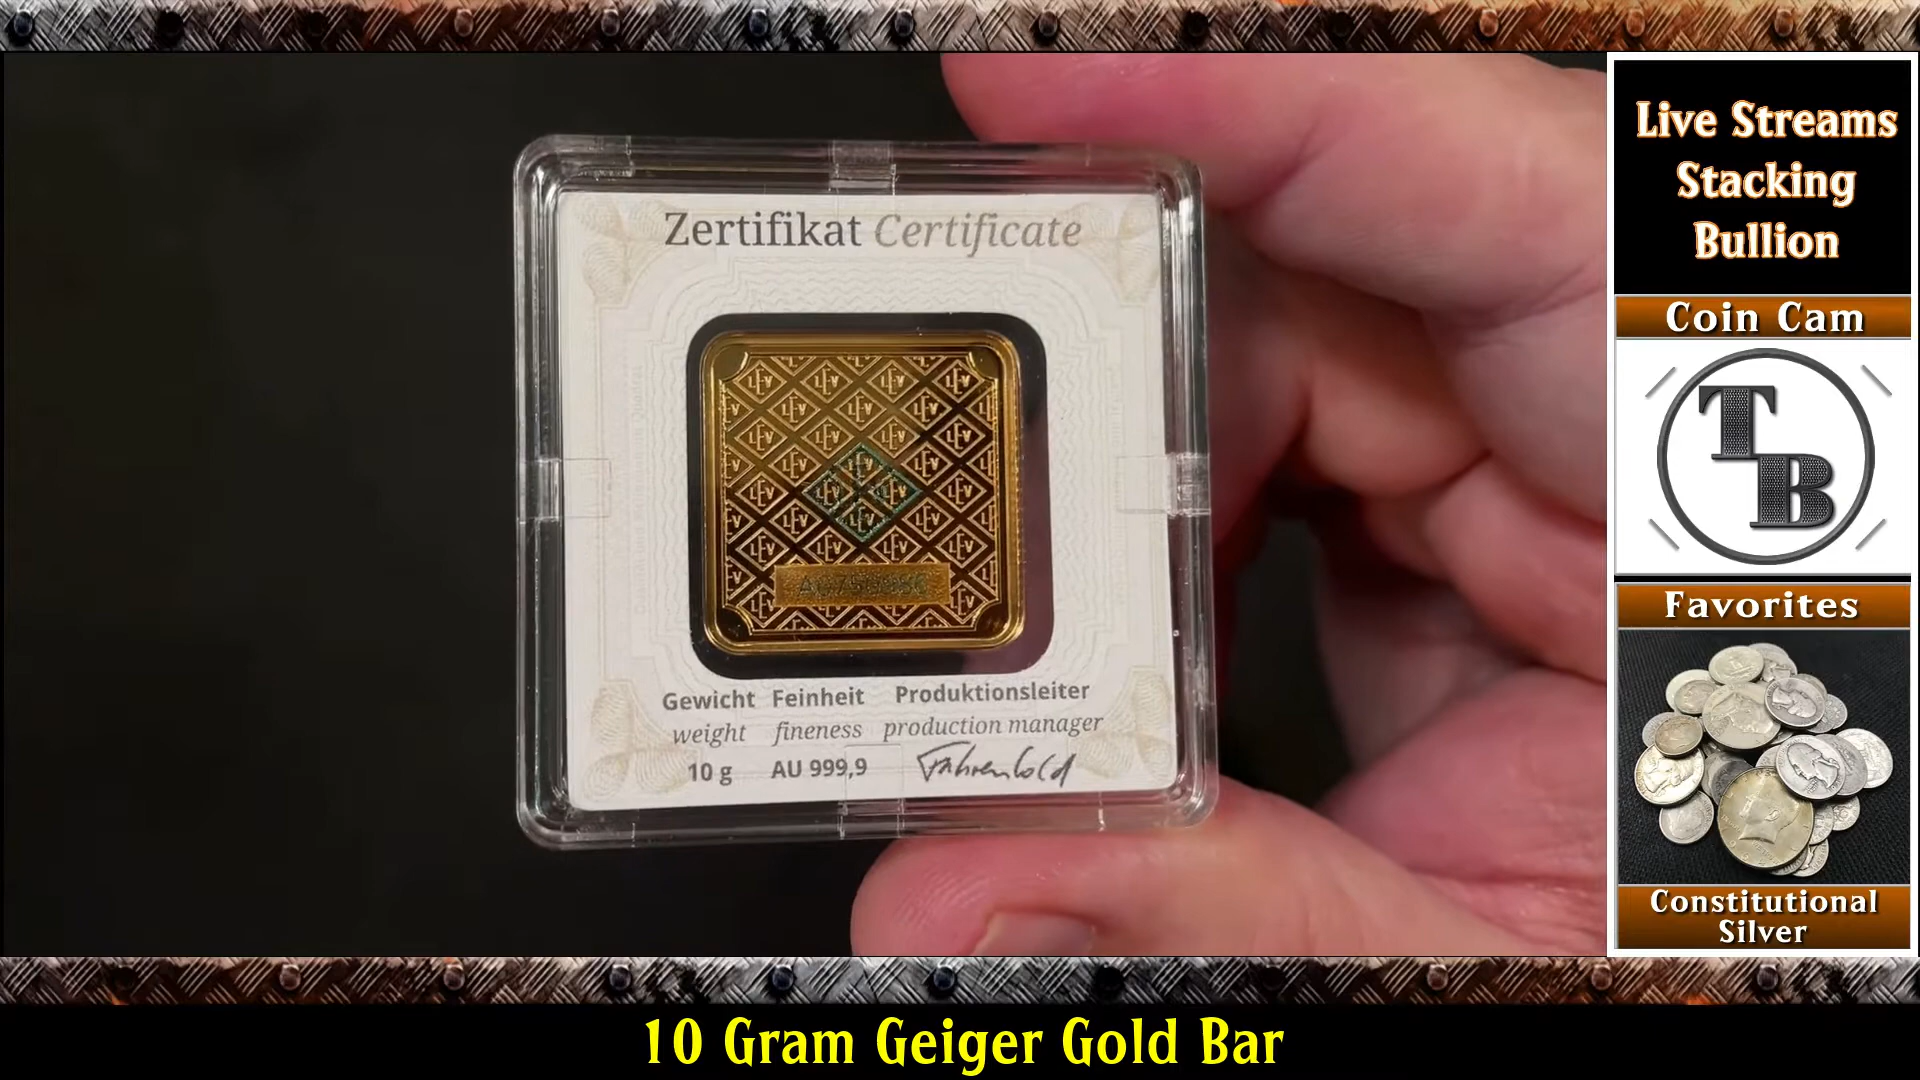 Zertifikat Certificate
LEV
Gewicht Feinheit Produktionsleiter
weight fineness production manager
10 g AU 999,9
Live Streams
Stacking
Bullion
Coin Cam
TB
Favorites
Constitutional
Silver
10 Gram Geiger Gold Bar